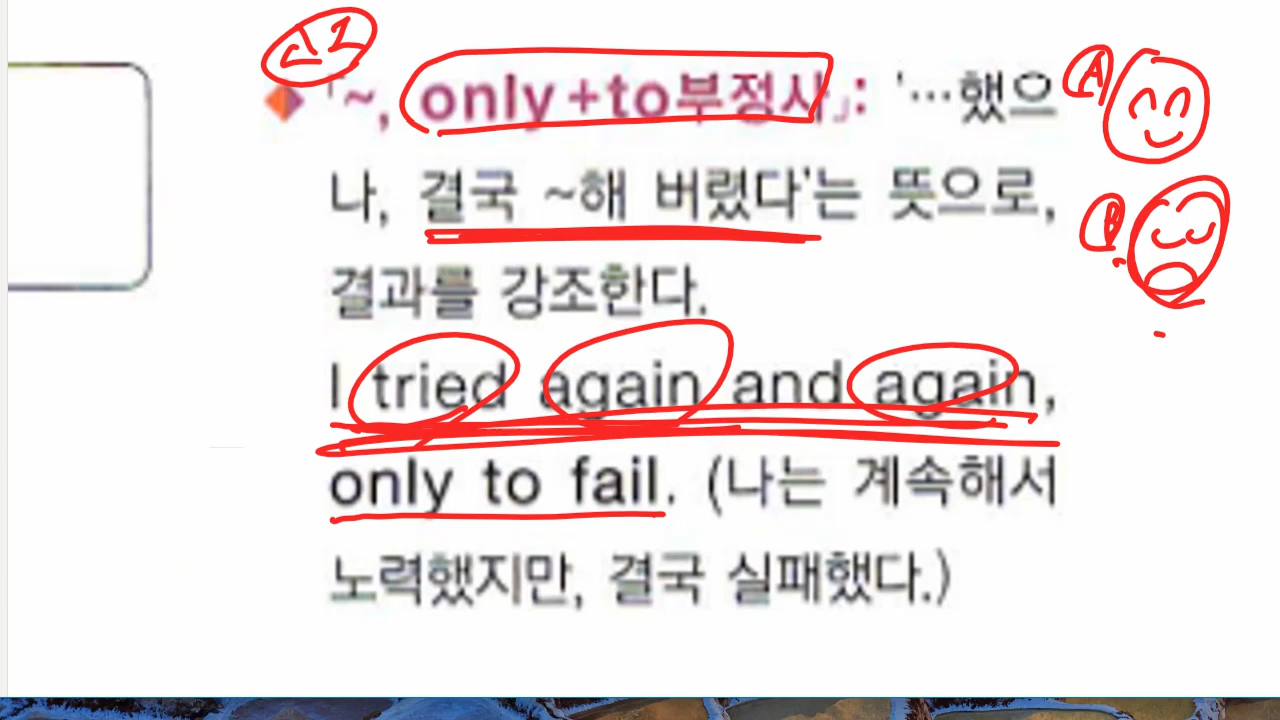 「~, only+to부정사」: '…했으
나, 결국 ~해 버렸다'는 뜻으로,
결과를 강조한다.
I tried again and again,
only to fail. (나는 계속해서
노력했지만, 결국 실패했다.)